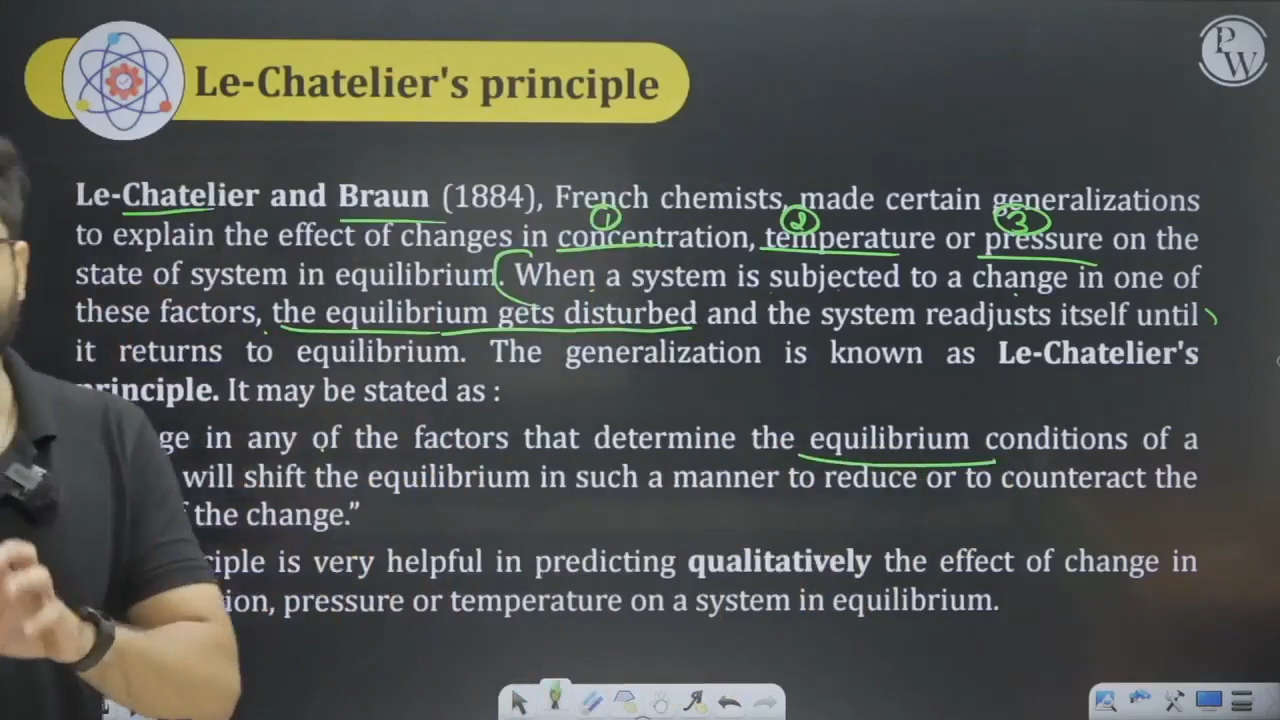 Le-Chatelier's principle
PW
Le-Chatelier and Braun (1884), French chemists, made certain generalizations
1 2 3
to explain the effect of changes in concentration, temperature or pressure on the
state of system in equilibrium. When a system is subjected to a change in one of
these factors, the equilibrium gets disturbed and the system readjusts itself until
it returns to equilibrium. The generalization is known as Le-Chatelier's
principle. It may be stated as :
in any of the factors that determine the equilibrium conditions of a
will shift the equilibrium in such a manner to reduce or to counteract the
the change.”
is very helpful in predicting qualitatively the effect of change in
pressure or temperature on a system in equilibrium.